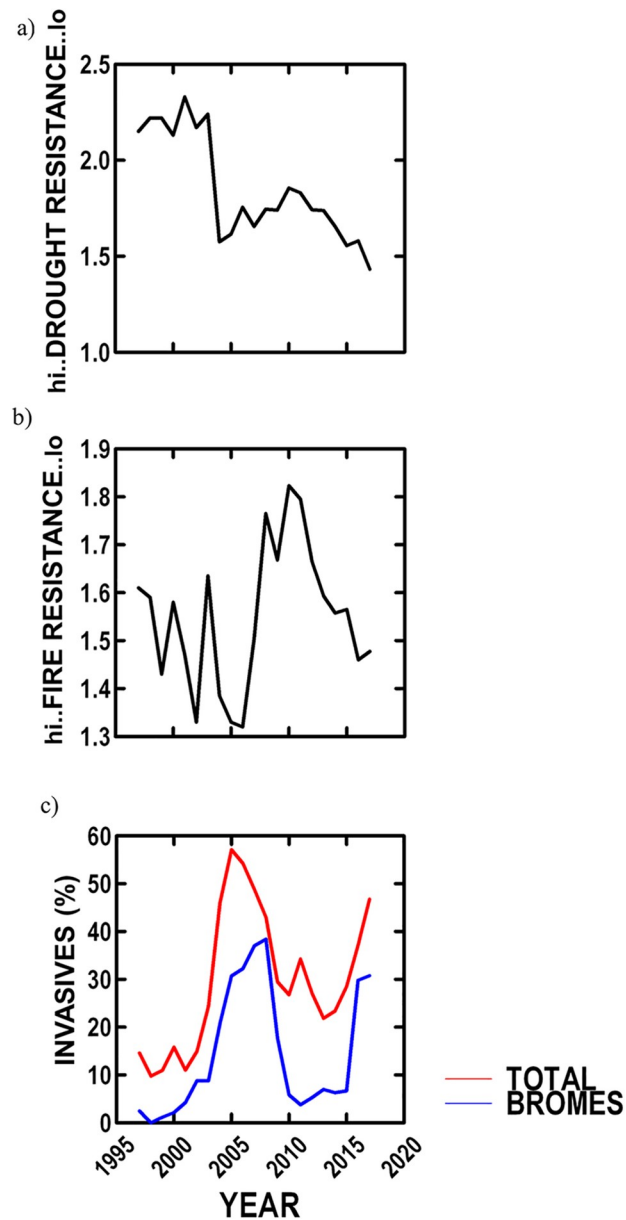 a)
hi..DROUGHT RESISTANCE..lo
2.5
2.0
1.5
1.0
b)
hi..FIRE RESISTANCE..lo
1.9
1.8
1.7
1.6
1.5
1.4
1.3
c)
INVASIVES (%)
60
50
40
30
20
10
0
1995
2000
2005
2010
2015
2020
YEAR
TOTAL
BROMES